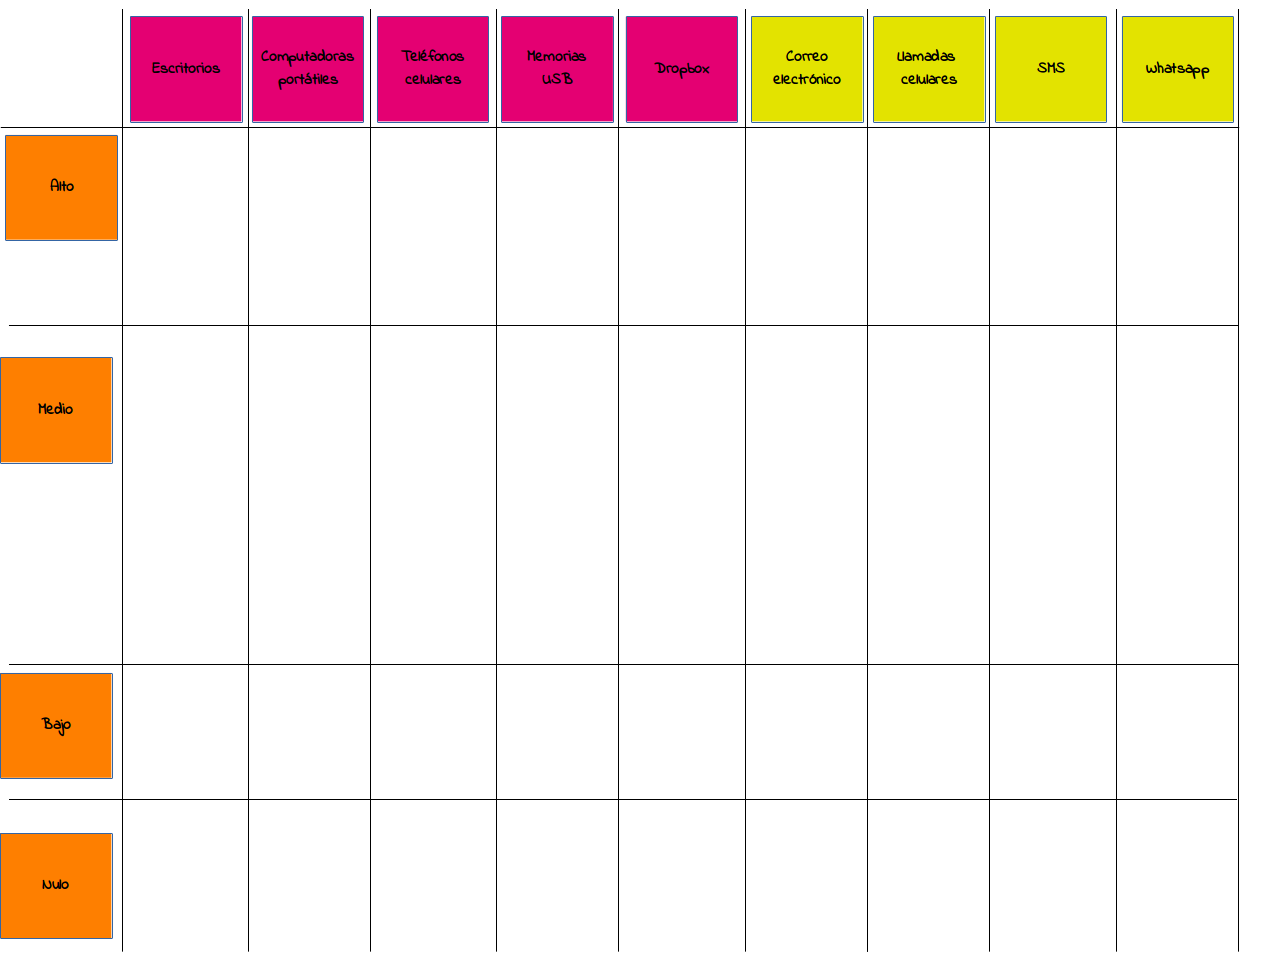 Escritorios
Computadoras
portátiles
Teléfonos
celulares
Memorias
USB
Dropbox
Correo
electrónico
Llamadas
celulares
SMS
Whatsapp
Alto
Medio
Bajo
Nulo